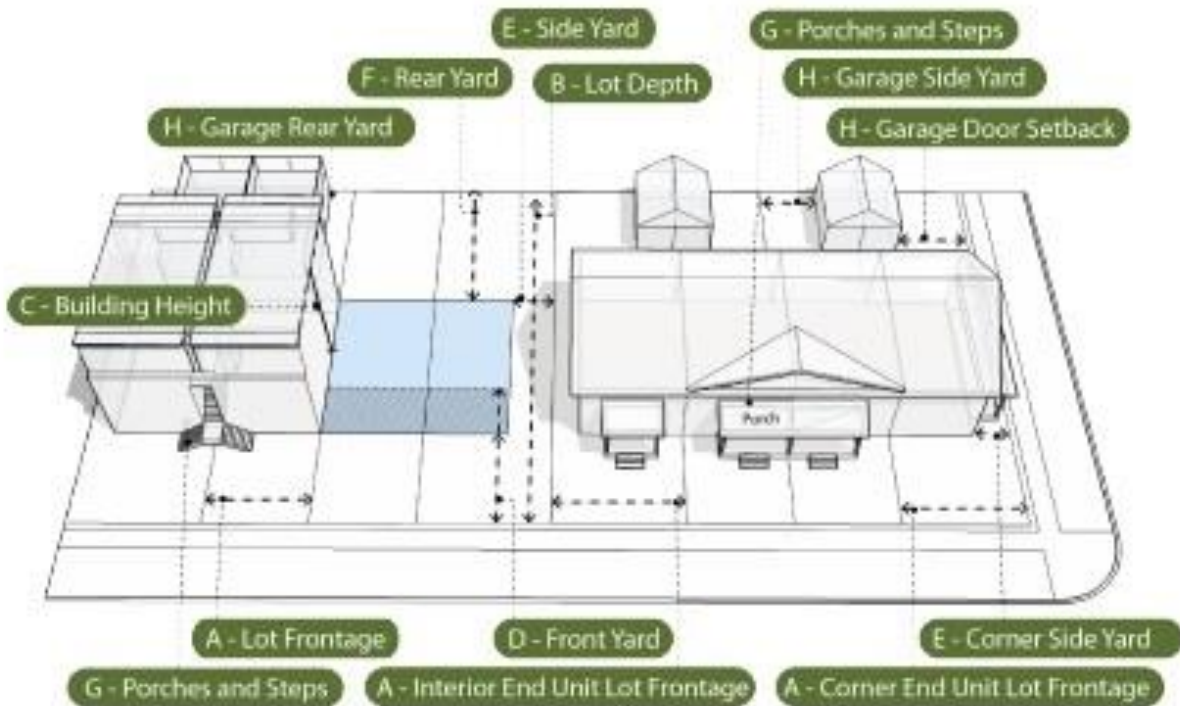 E - Side Yard
G - Porches and Steps
F - Rear Yard
B - Lot Depth
H - Garage Side Yard
H - Garage Rear Yard
H - Garage Door Setback
C - Building Height
Porch
A - Lot Frontage
D - Front Yard
E - Corner Side Yard
G - Porches and Steps
A - Interior End Unit Lot Frontage
A - Corner End Unit Lot Frontage